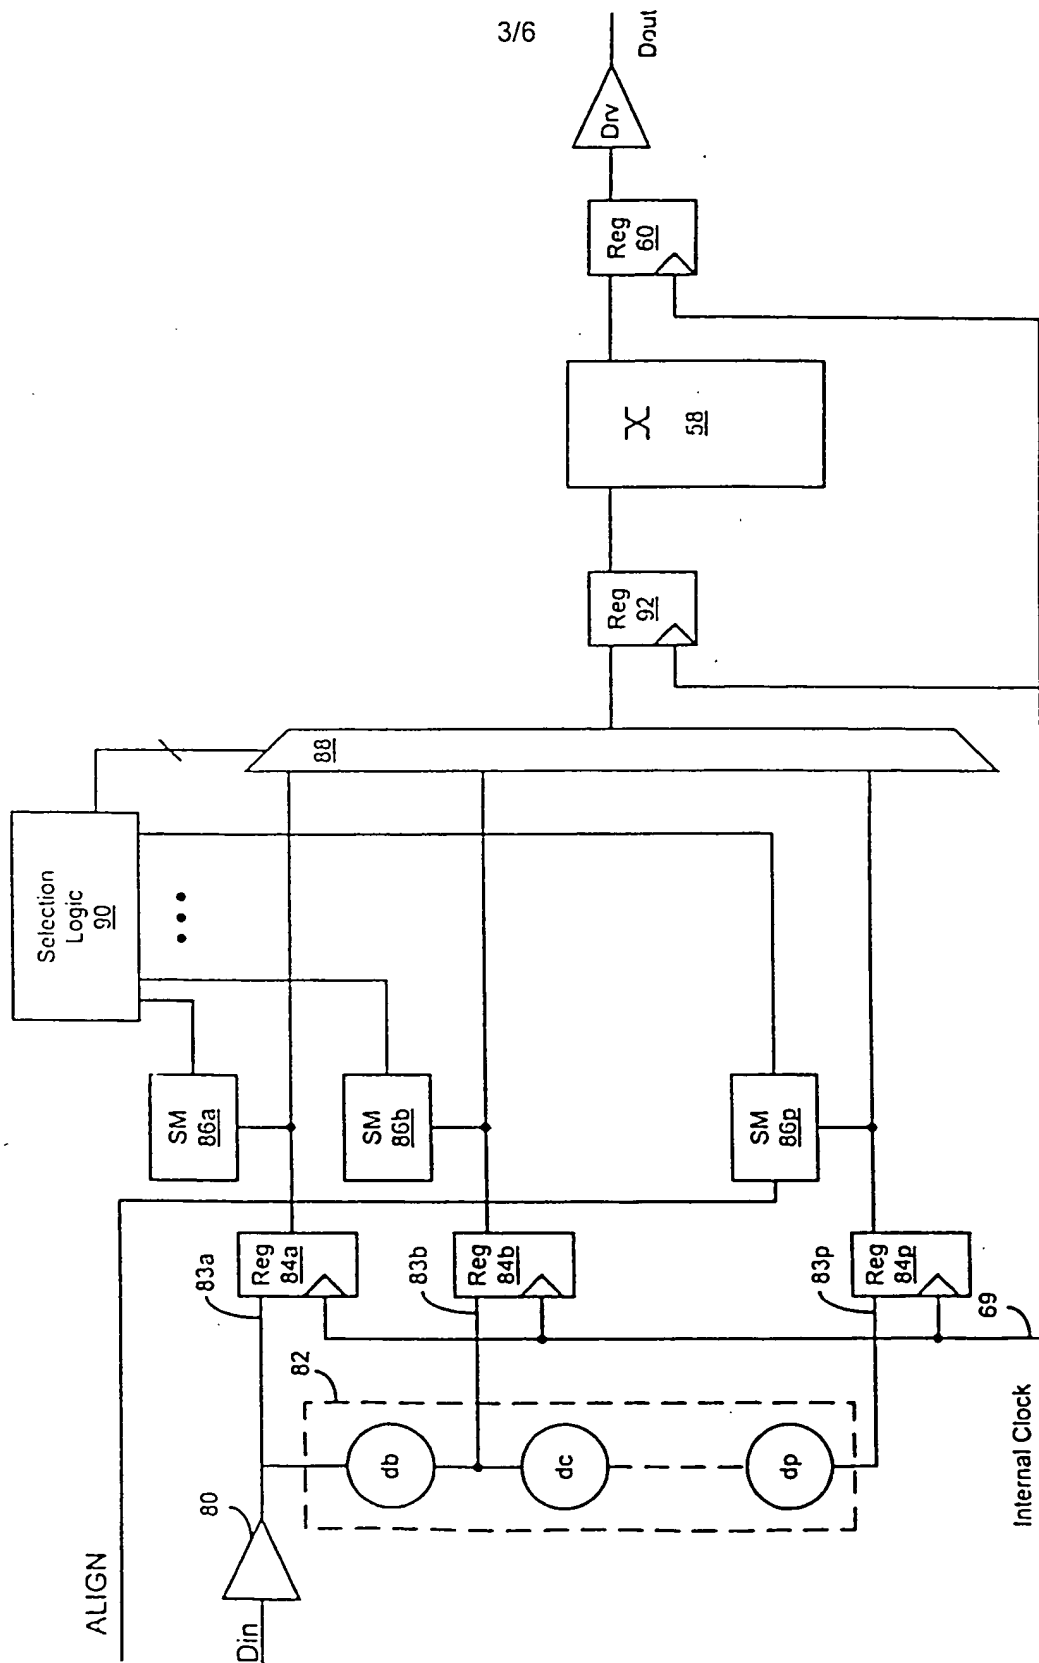 3/6
ALIGN
Din
80
82
db
dc
dp
83a
83b
83p
Reg
84a
Reg
84b
Reg
84p
69
Internal Clock
SM
86a
SM
86b
SM
86p
Selection
Logic
90
88
Reg
92
58
Reg
60
Drv
Dout